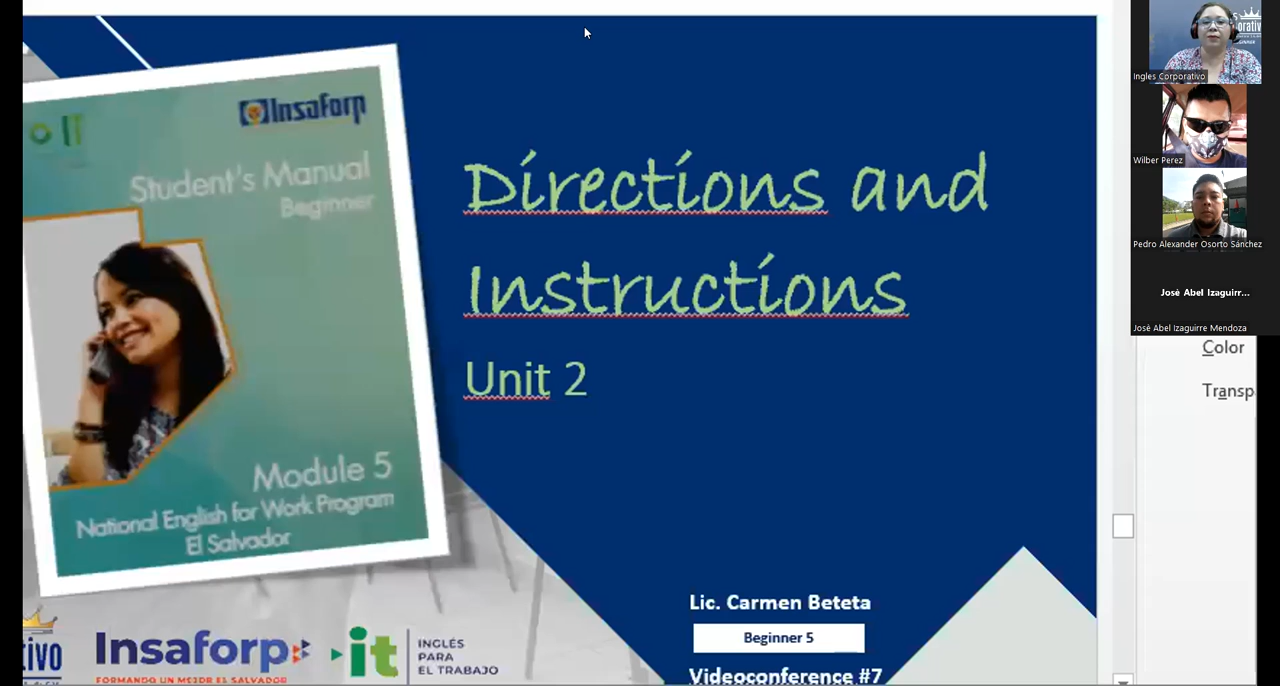 Insaforp
Student's Manual
Beginner
Module 5
National English for Work Program
El Salvador
Directions and
Instructions
Unit 2
Lic. Carmen Beteta
Beginner 5
Videoconference #7
Insaforp
FORMANDO UN MEJOR EL SALVADOR
it
INGLÉS
PARA
EL TRABAJO
Ingles Corporativo
Wilber Perez
Pedro Alexander Osorto Sánchez
José Abel Izaguirr...
José Abel Izaguirre Mendoza
Color
Transp